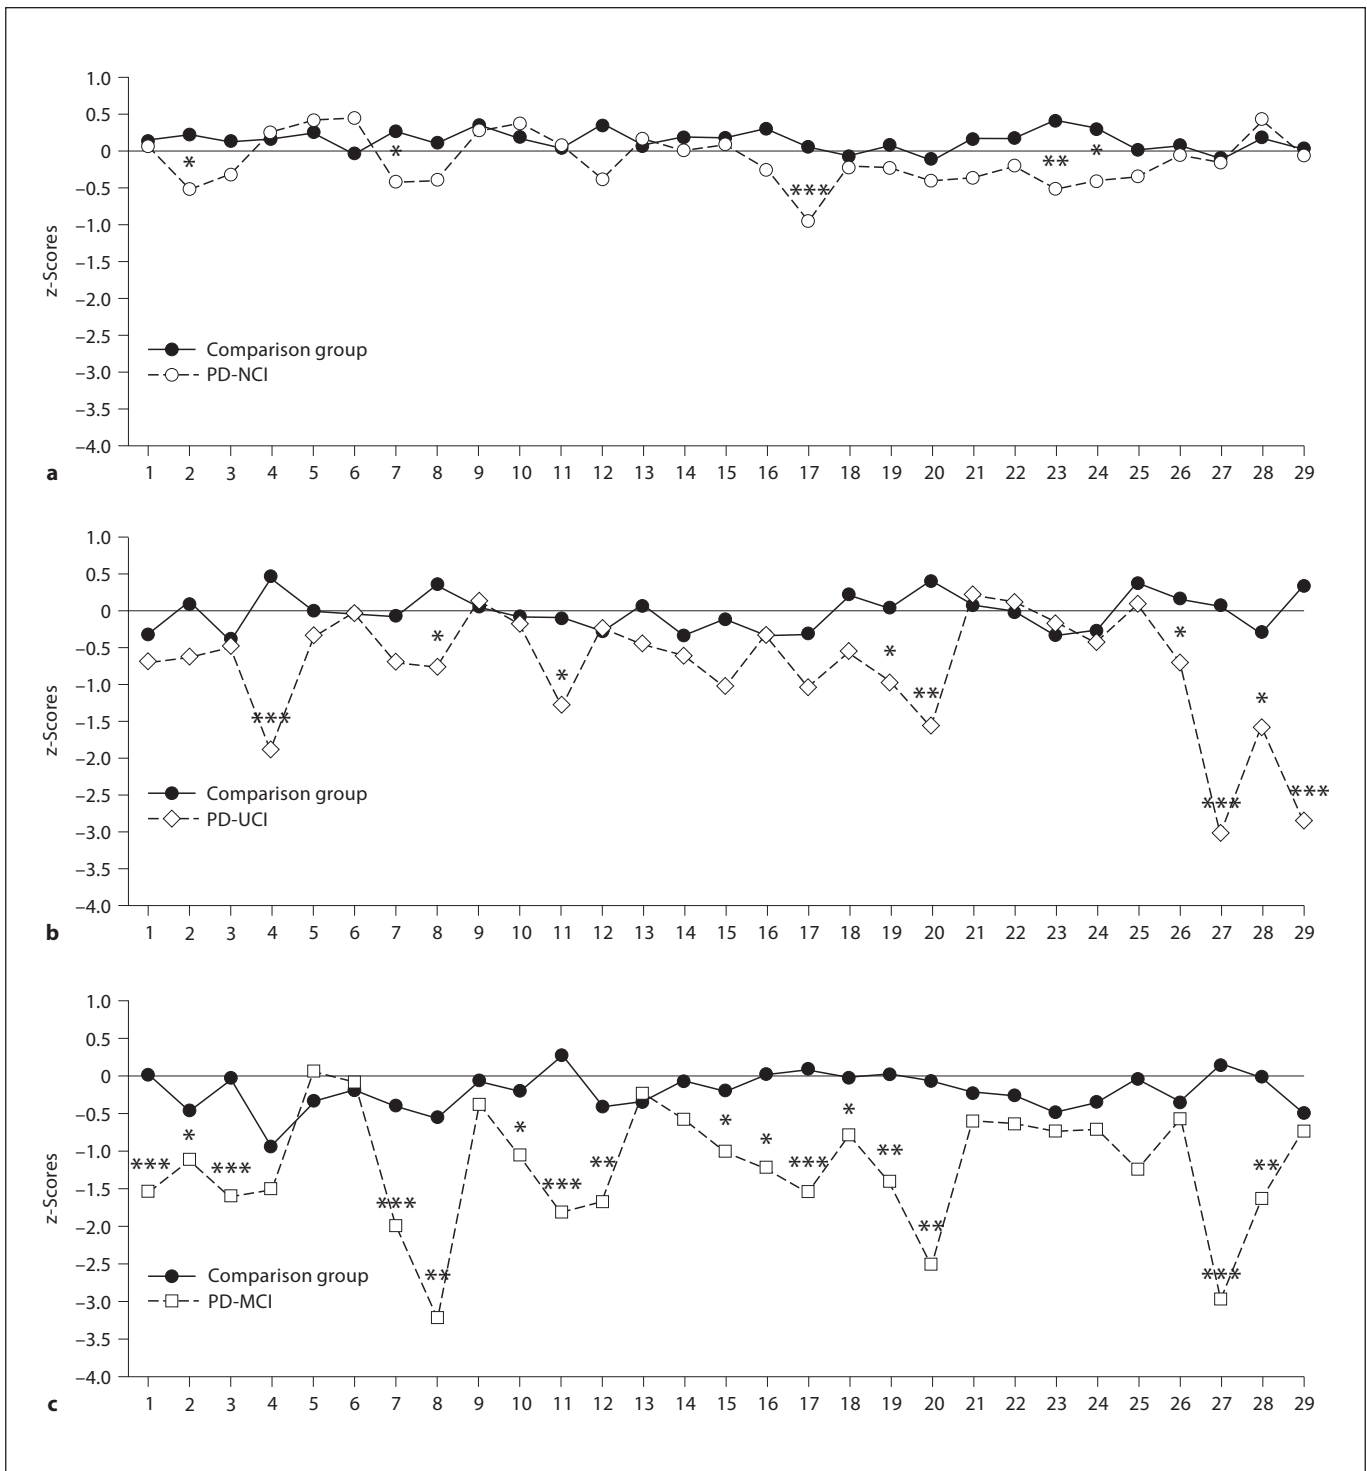 1.0
0.5
0
–0.5
–1.0
–1.5
–2.0
–2.5
–3.0
–3.5
–4.0
z-Scores
* * *** ** *
Comparison group
PD-NCI
1 2 3 4 5 6 7 8 9 10 11 12 13 14 15 16 17 18 19 20 21 22 23 24 25 26 27 28 29
a
1.0
0.5
0
–0.5
–1.0
–1.5
–2.0
–2.5
–3.0
–3.5
–4.0
z-Scores
*** * * * ** * *** * ***
Comparison group
PD-UCI
1 2 3 4 5 6 7 8 9 10 11 12 13 14 15 16 17 18 19 20 21 22 23 24 25 26 27 28 29
b
1.0
0.5
0
–0.5
–1.0
–1.5
–2.0
–2.5
–3.0
–3.5
–4.0
z-Scores
*** * *** *** ** * *** ** * * *** * ** ** *** **
Comparison group
PD-MCI
1 2 3 4 5 6 7 8 9 10 11 12 13 14 15 16 17 18 19 20 21 22 23 24 25 26 27 28 29
c